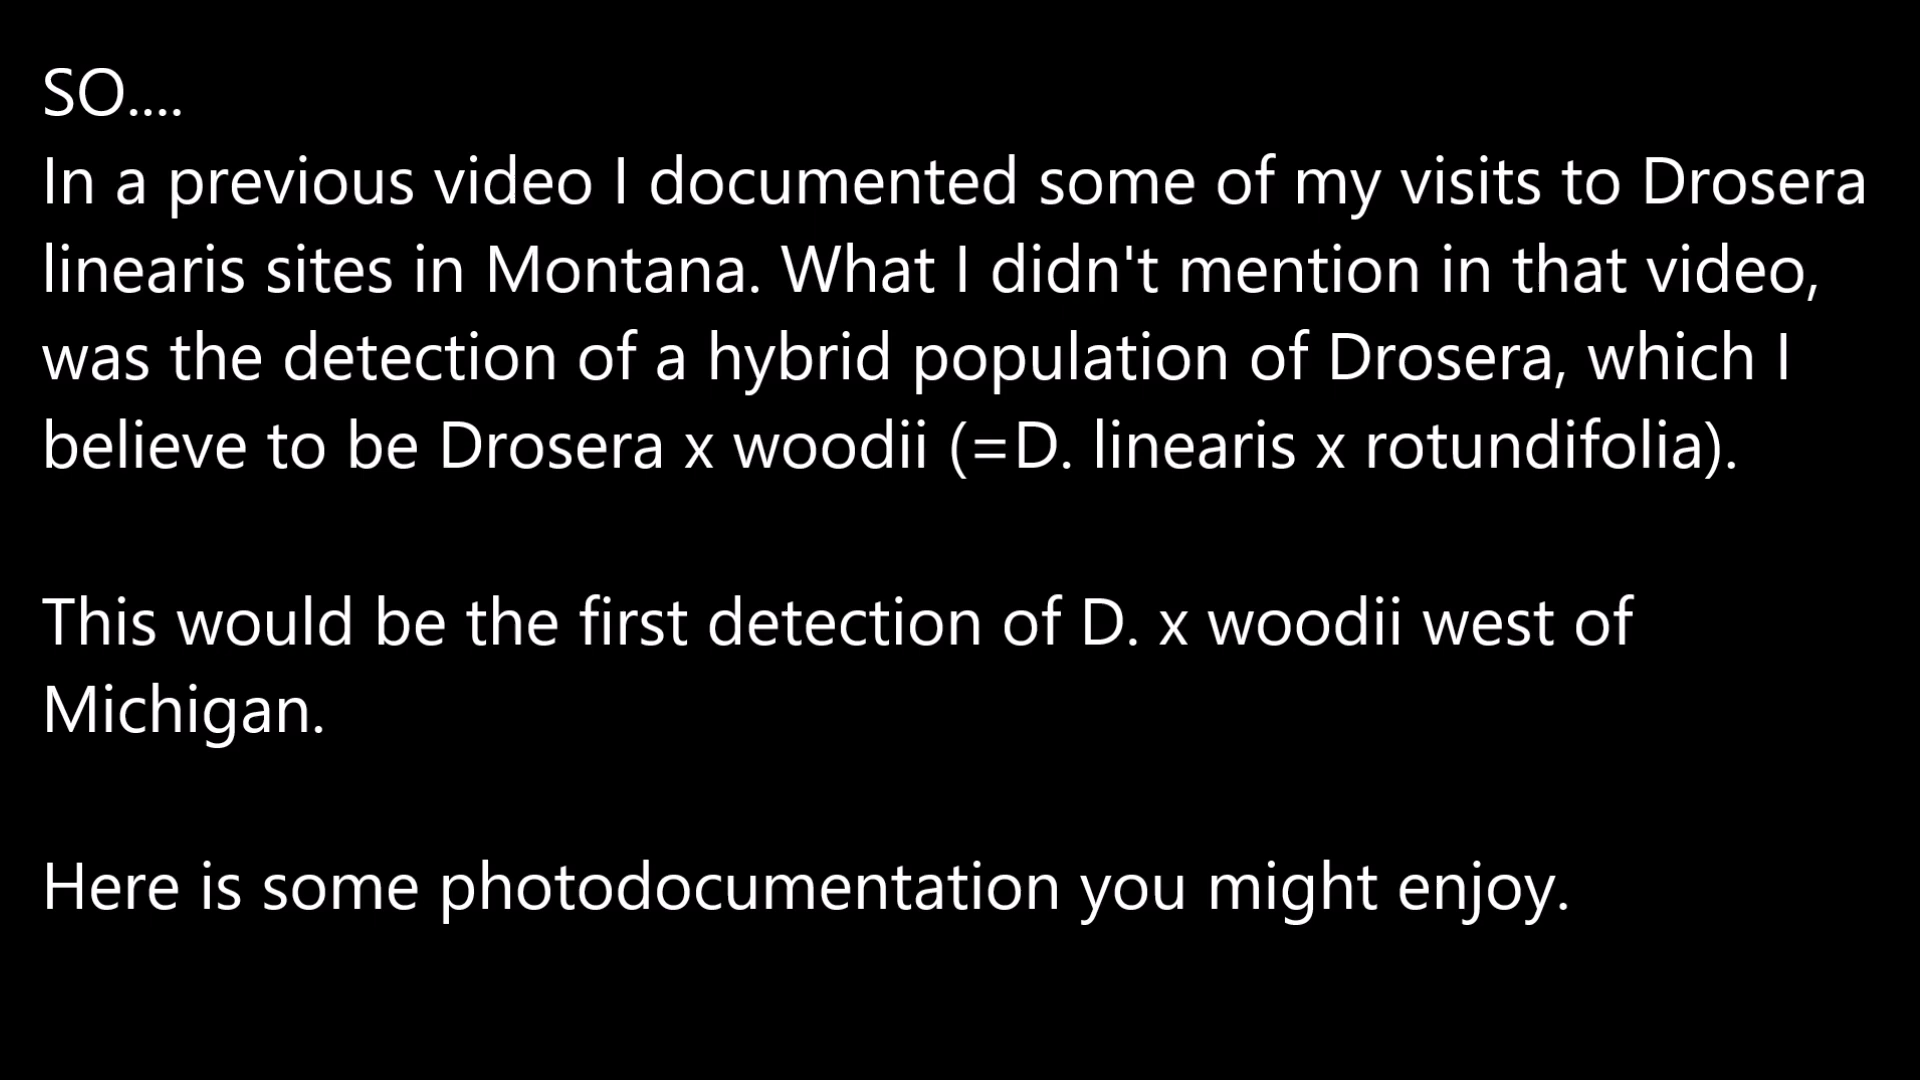 SO....
In a previous video I documented some of my visits to Drosera
linearis sites in Montana. What I didn't mention in that video,
was the detection of a hybrid population of Drosera, which I
believe to be Drosera x woodii (=D. linearis x rotundifolia).
This would be the first detection of D. x woodii west of
Michigan.
Here is some photodocumentation you might enjoy.